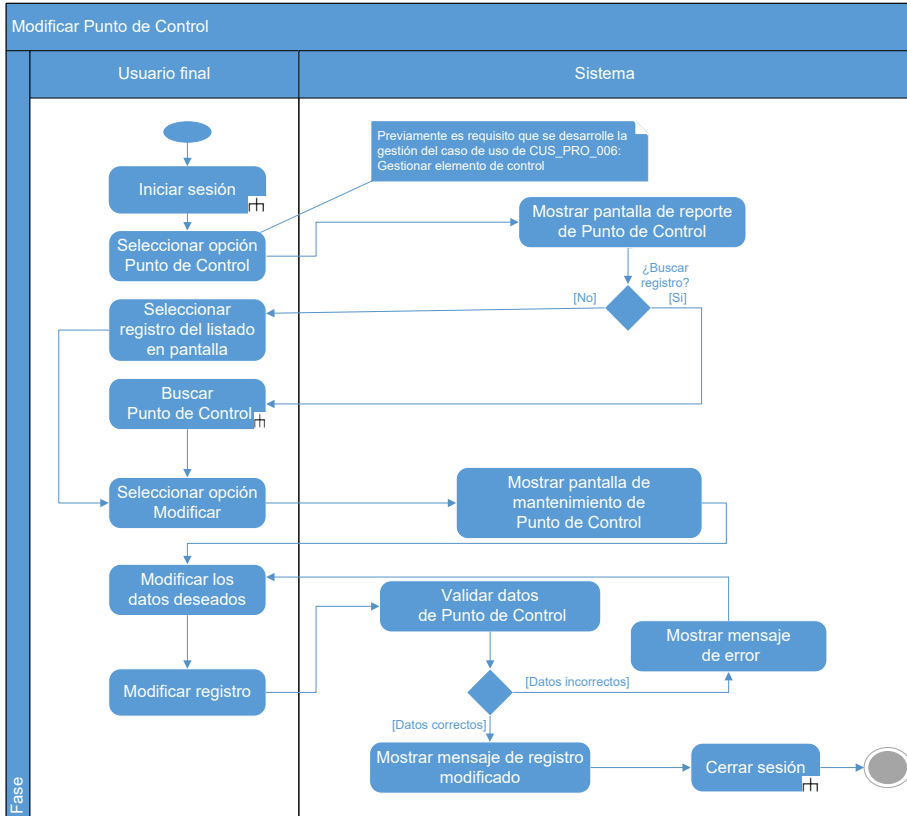 Modificar Punto de Control
Usuario final
Sistema
Previamente es requisito que se desarrolle la
gestión del caso de uso de CUS_PRO_006:
Gestionar elemento de control
Iniciar sesión
Mostrar pantalla de reporte
de Punto de Control
Seleccionar opción
Punto de Control
¿Buscar
registro?
[No]
[Si]
Seleccionar
registro del listado
en pantalla
Buscar
Punto de Control
Seleccionar opción
Modificar
Mostrar pantalla de
mantenimiento de
Punto de Control
Modificar los
datos deseados
Validar datos
de Punto de Control
Mostrar mensaje
de error
Modificar registro
[Datos incorrectos]
[Datos correctos]
Mostrar mensaje de registro
modificado
Cerrar sesión
Fase